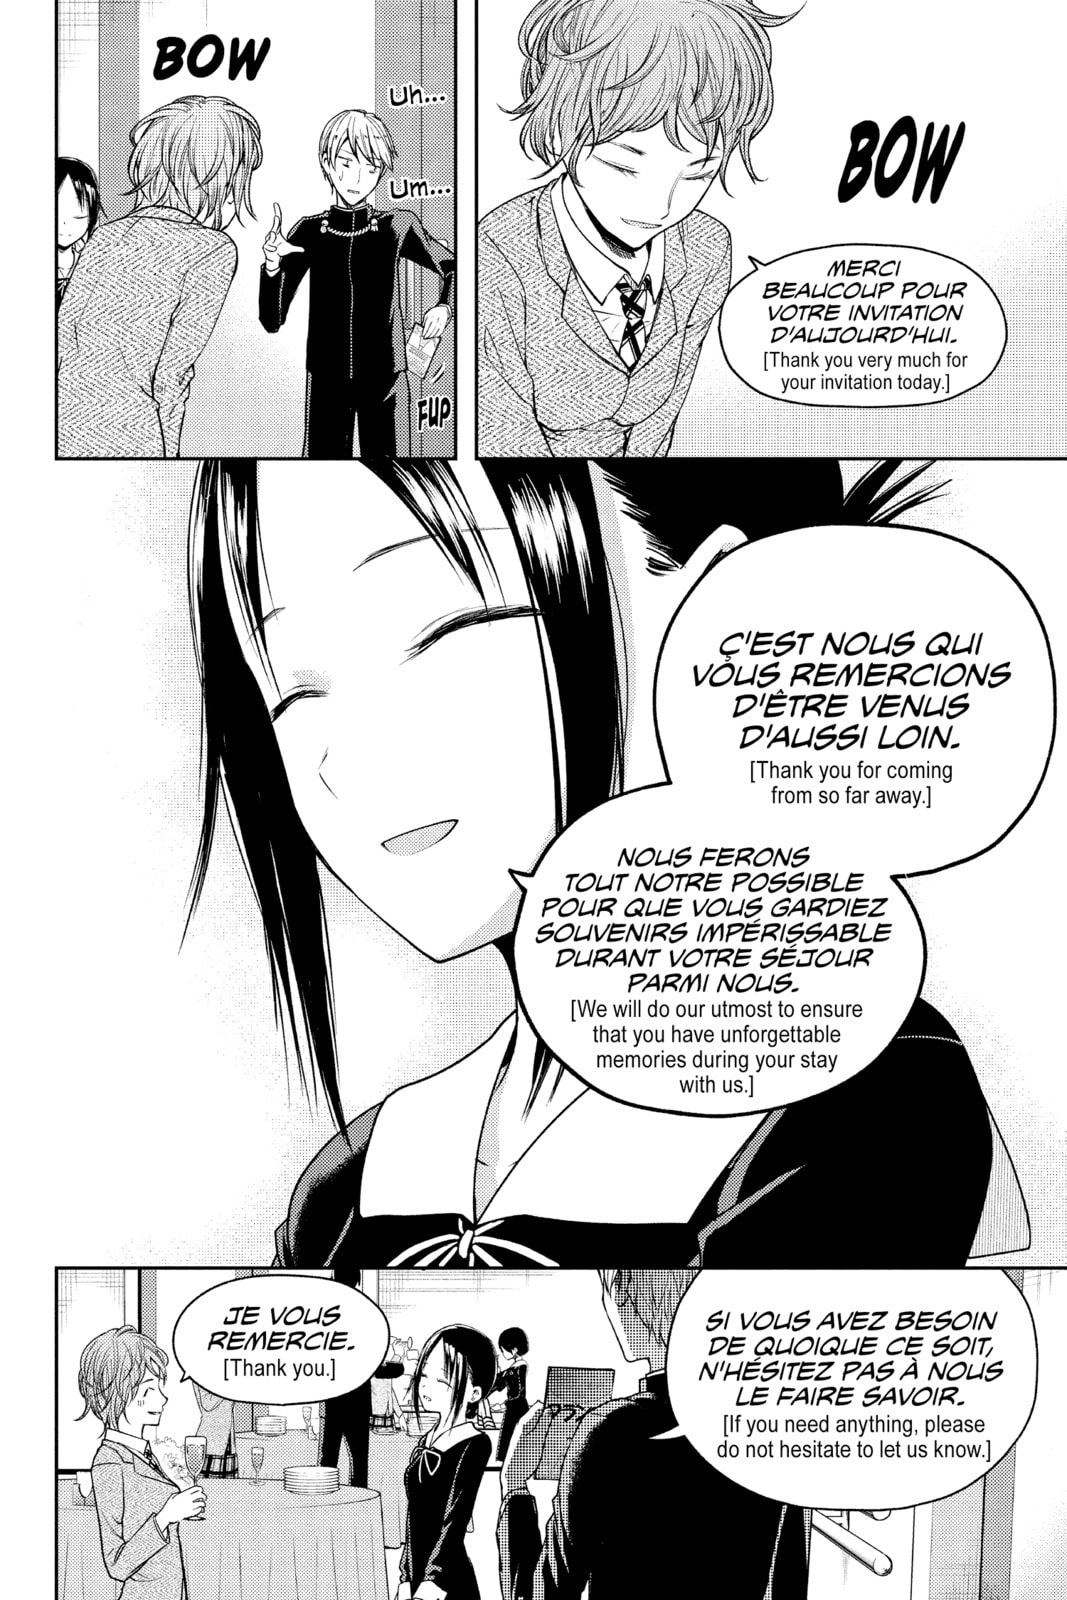 BOW
MERCI
BEAUCOUP POUR
VOTRE INVITATION
D'AUJOURD'HUI.
[Thank you very much for
your invitation today.]
BOW
Uh...
Um...
FUP
C'EST NOUS QUI
VOUS REMERCIONS
D'ÊTRE VENUS
D'AUSSI LOIN.
[Thank you for coming
from so far away.]
NOUS FERONS
TOUT NOTRE POSSIBLE
POUR QUE VOUS GARDIEZ
SOUVENIRS IMPÉRISSABLE
DURANT VOTRE SÉJOUR
PARMI NOUS.
[We will do our utmost to ensure
that you have unforgettable
memories during your stay
with us.]
SI VOUS AVEZ BESOIN
DE QUOIQUE CE SOIT,
N'HÉSITEZ PAS À NOUS
LE FAIRE SAVOIR.
[If you need anything, please
do not hesitate to let us know.]
JE VOUS
REMERCIE.
[Thank you.]